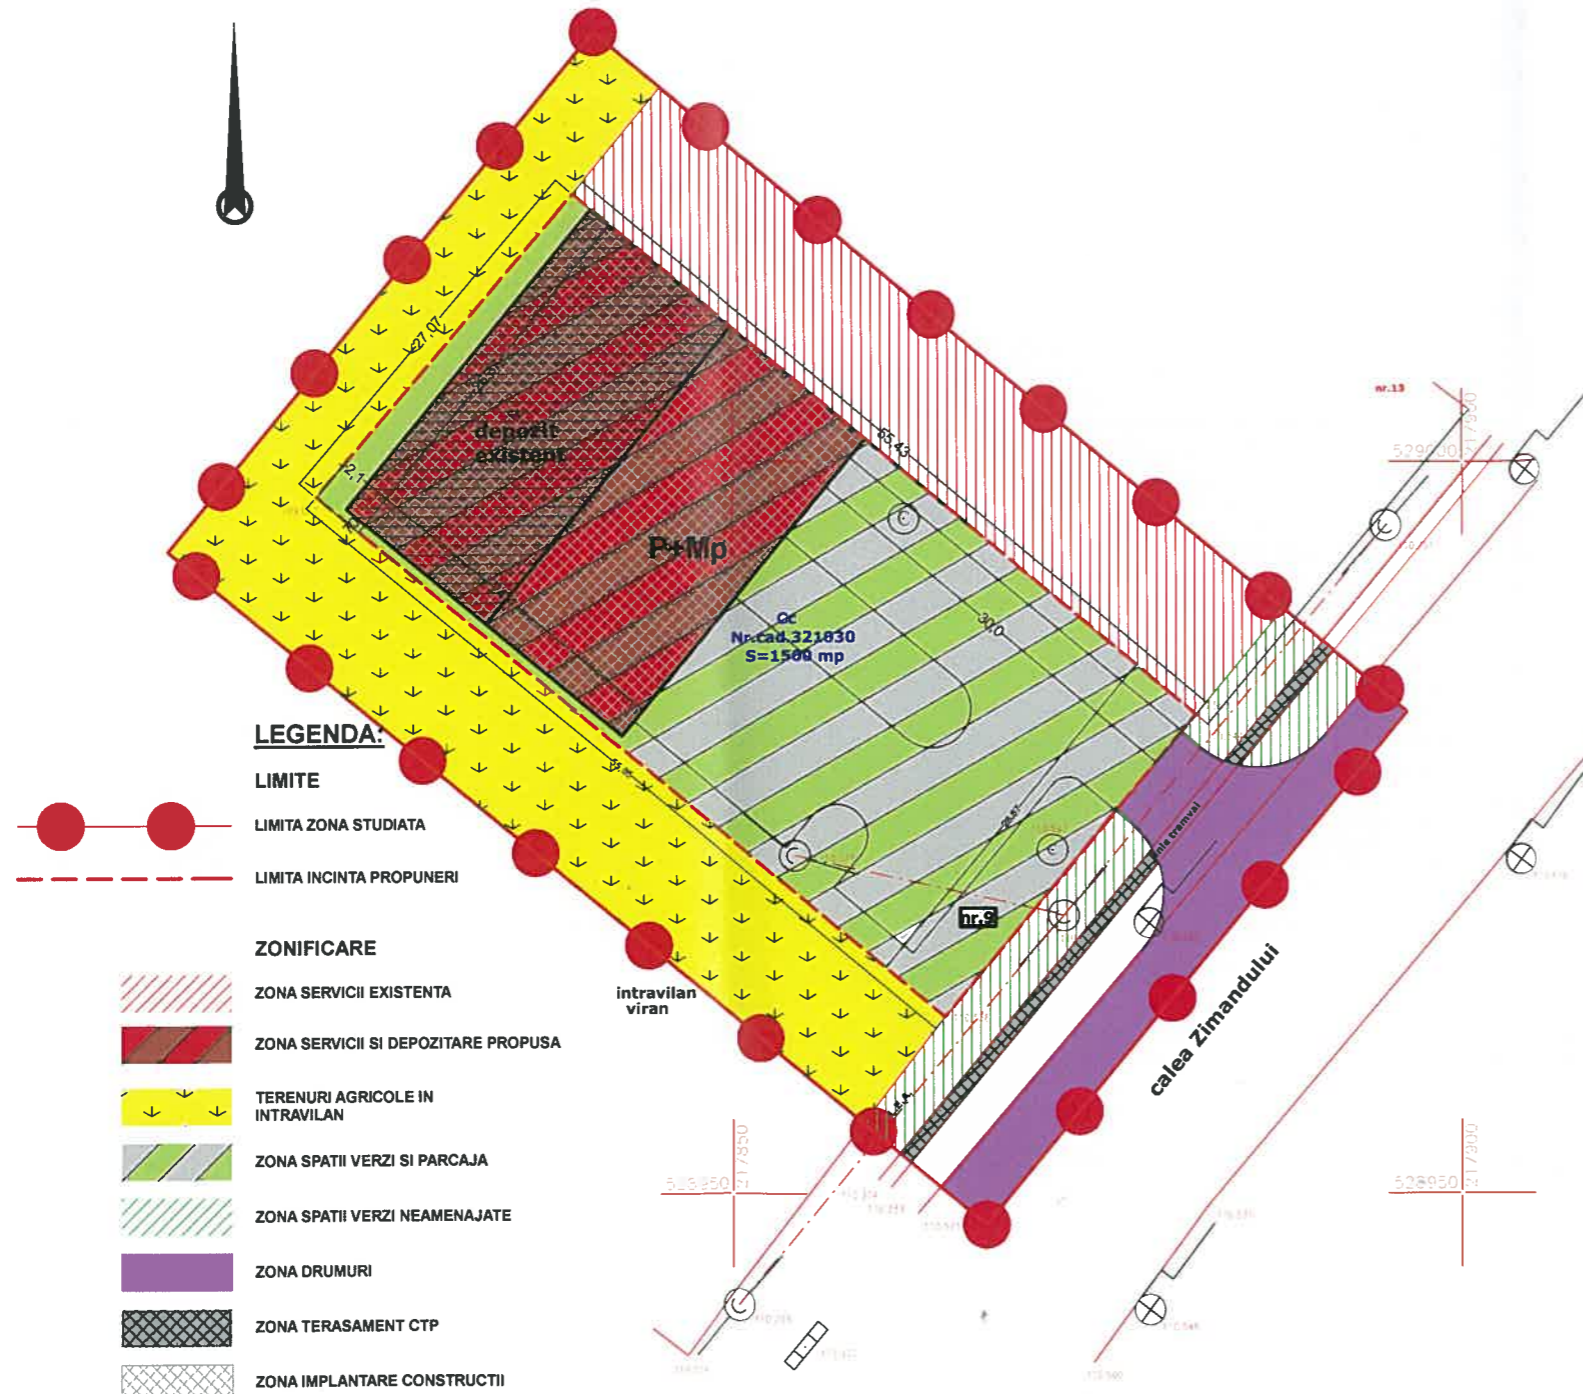 nr.13
529000
217900
27,07
depozit
existent
55,43
2,1
P+Mp
30,0
Cc
Nr.cad.321830
S=1500 mp
LEGENDA:
LIMITE
LIMITA ZONA STUDIATA
LIMITA INCINTA PROPUNERI
nr.9
calea Zimandului
ZONIFICARE
ZONA SERVICII EXISTENTA
intravilan
viran
ZONA SERVICII SI DEPOZITARE PROPUSA
TERENURI AGRICOLE IN
INTRAVILAN
ZONA SPATII VERZI SI PARCAJA
217850
528950
217900
528950
ZONA SPATII VERZI NEAMENAJATE
ZONA DRUMURI
ZONA TERASAMENT CTP
ZONA IMPLANTARE CONSTRUCTII